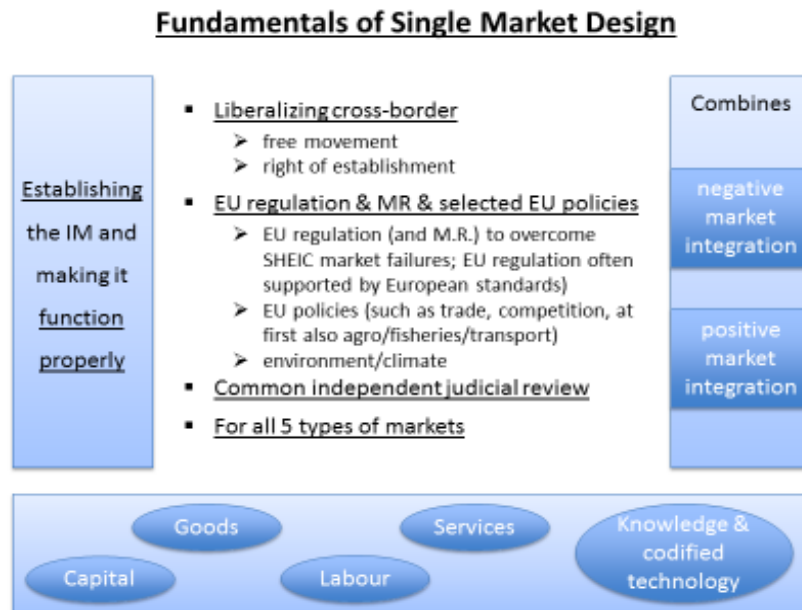 Fundamentals of Single Market Design
Establishing
the IM and
making it
function
properly
▪ Liberalizing cross-border
➢ free movement
➢ right of establishment
▪ EU regulation & MR & selected EU policies
➢ EU regulation (and M.R.) to overcome
SHEIC market failures; EU regulation often
supported by European standards)
➢ EU policies (such as trade, competition, at
first also agro/fisheries/transport)
➢ environment/climate
▪ Common independent judicial review
▪ For all 5 types of markets
Combines
negative
market
integration
positive
market
integration
Goods
Services
Knowledge &
codified
technology
Capital
Labour